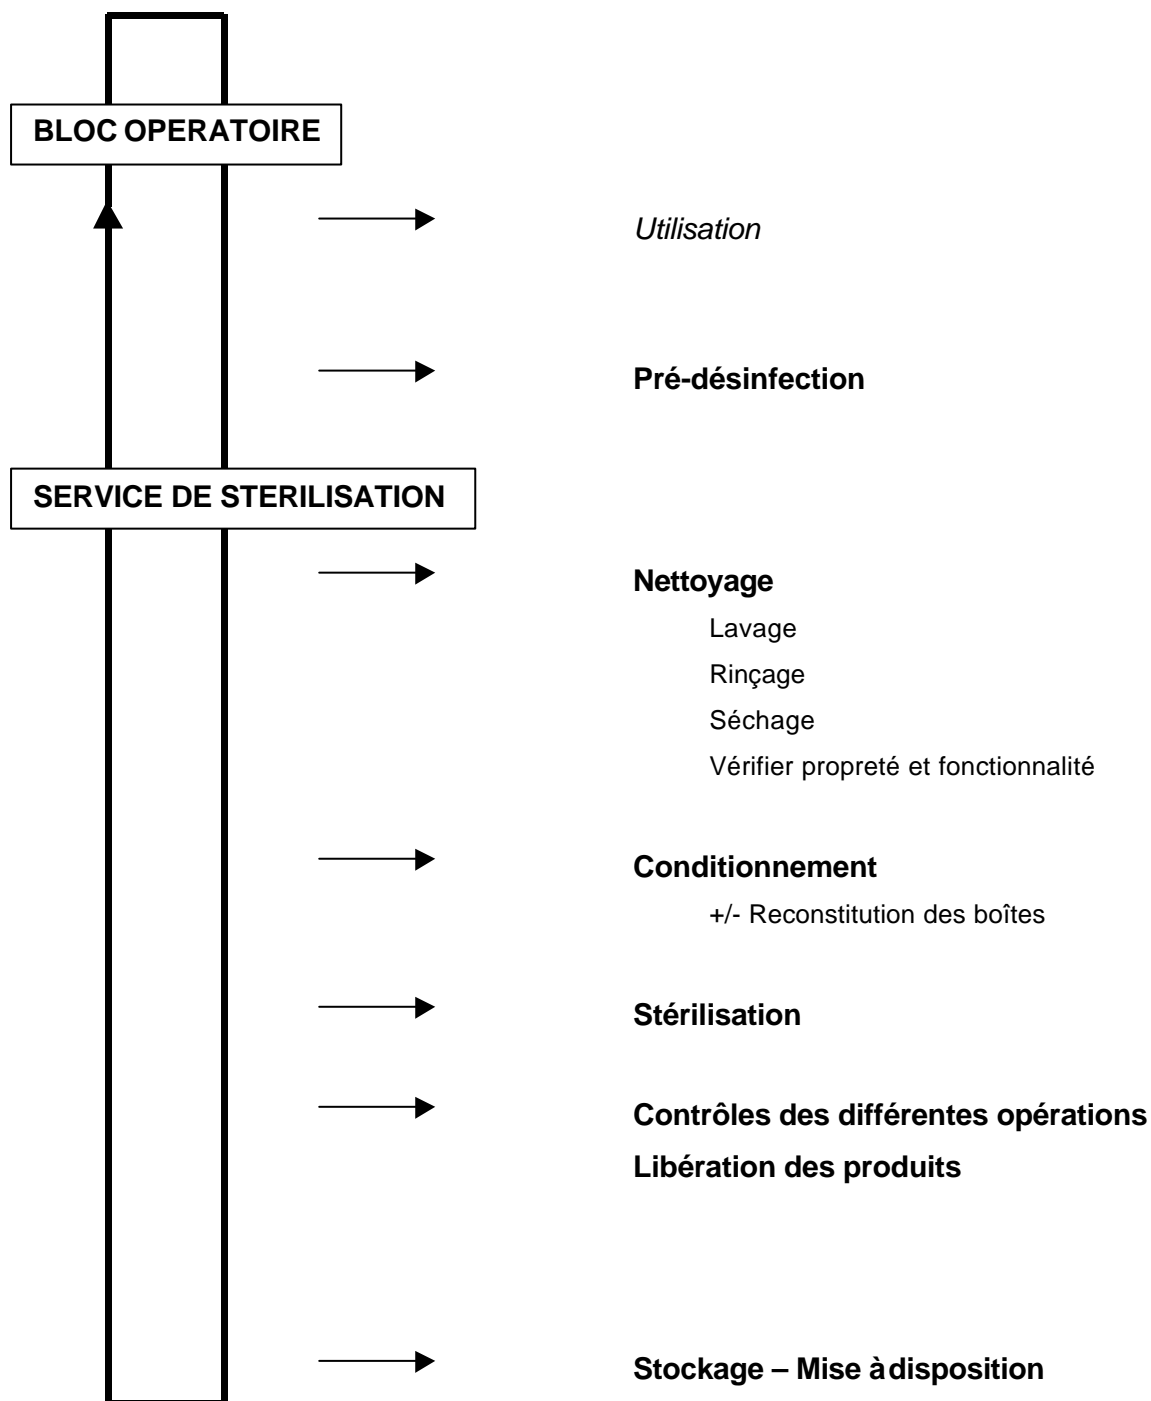 BLOC OPERATOIRE
Utilisation
Pré-désinfection
SERVICE DE STERILISATION
Nettoyage
Lavage
Rinçage
Séchage
Vérifier propreté et fonctionnalité
Conditionnement
+/- Reconstitution des boîtes
Stérilisation
Contrôles des différentes opérations
Libération des produits
Stockage – Mise à disposition